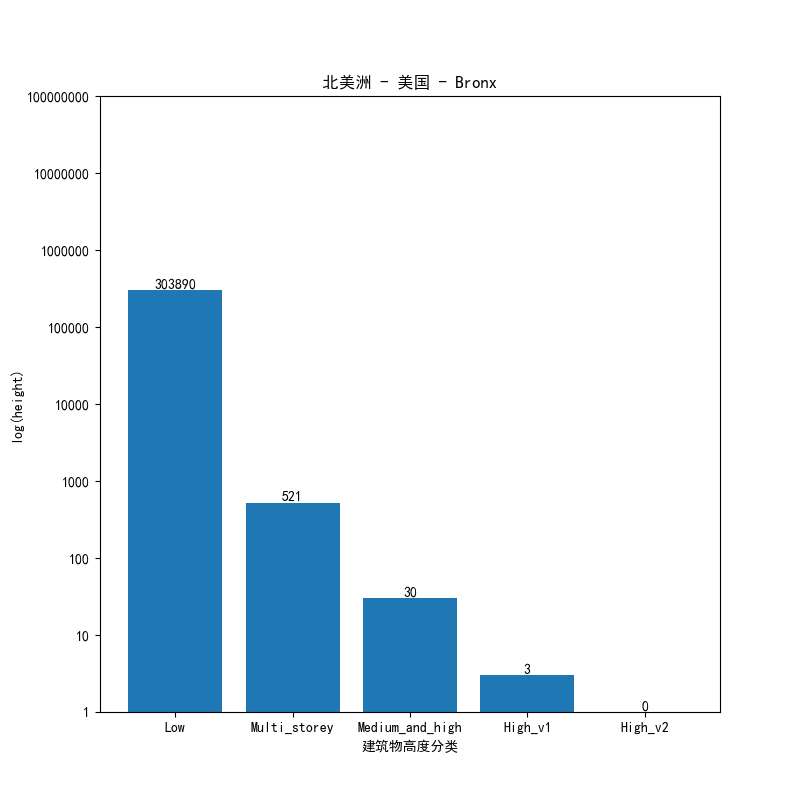 北美洲 - 美国 - Bronx
100000000
10000000
1000000
100000
10000
1000
100
10
1
log(height)
303890
521
30
3
0
Low
Multi_storey
Medium_and_high
High_v1
High_v2
建筑物高度分类